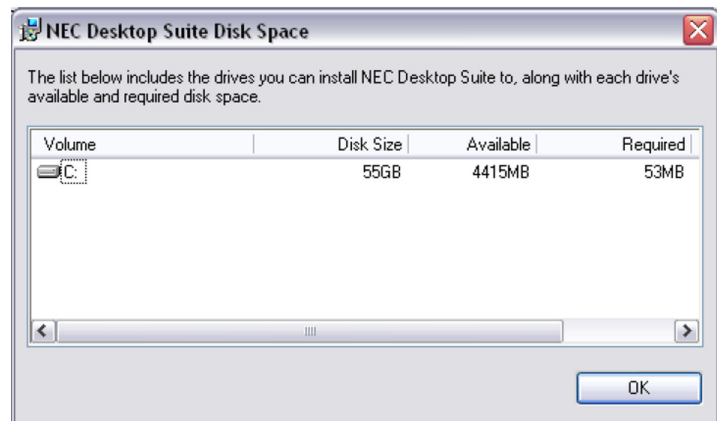 NEC Desktop Suite Disk Space
The list below includes the drives you can install NEC Desktop Suite to, along with each drive's
available and required disk space.
Volume Disk Size Available Required
C: 55GB 4415MB 53MB
OK